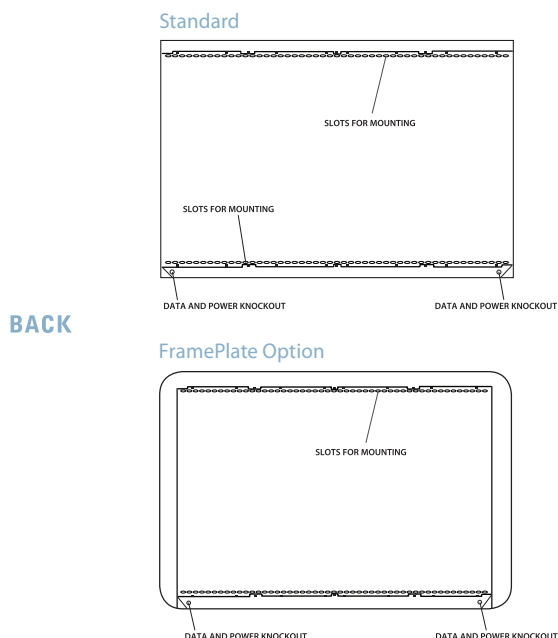 Standard
SLOTS FOR MOUNTING
SLOTS FOR MOUNTING
DATA AND POWER KNOCKOUT
DATA AND POWER KNOCKOUT
BACK
FramePlate Option
SLOTS FOR MOUNTING
DATA AND POWER KNOCKOUT
DATA AND POWER KNOCKOUT